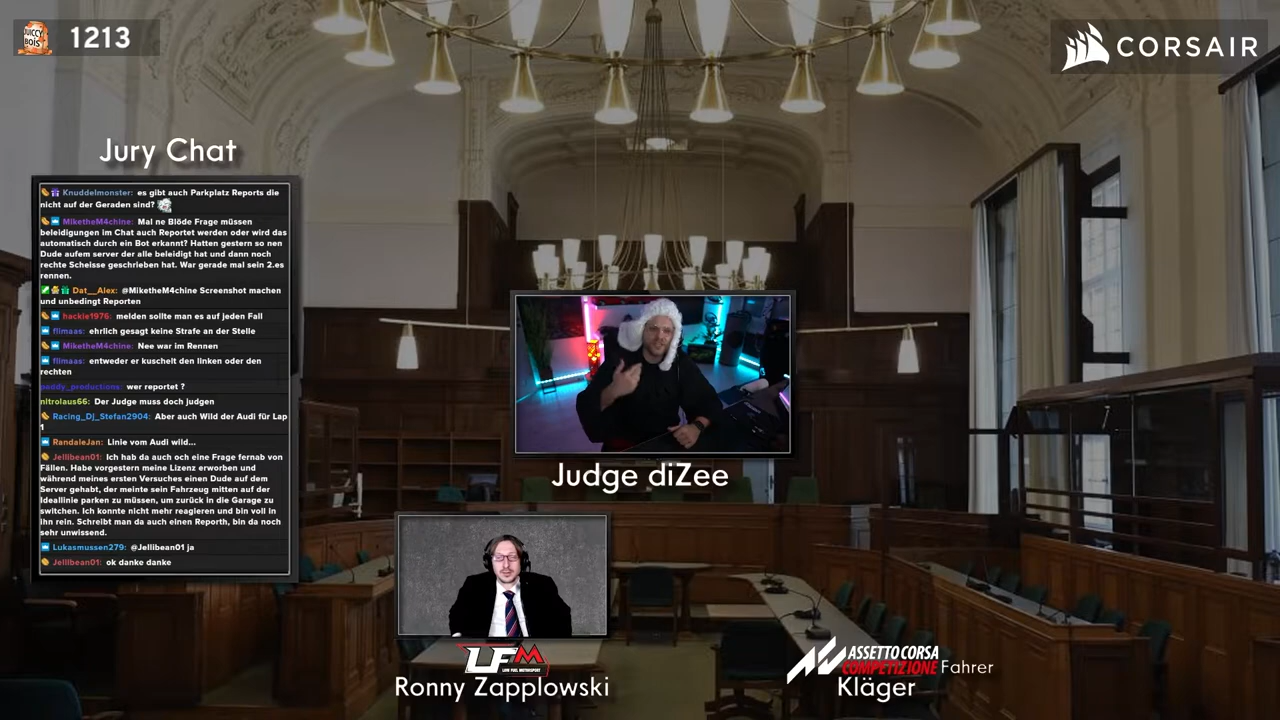 JUICCY
BOIS
1213
CORSAIR
Jury Chat
Knuddelmonster: es gibt auch Parkplatz Reports die
nicht auf der Geraden sind?
MiketheM4chine: Mal ne Blöde Frage müssen
beleidigungen im Chat auch Reportet werden oder wird das
automatisch durch ein Bot erkannt? Hatten gestern so nen
Dude aufem server der alle beleidigt hat und dann noch
rechte Scheisse geschrieben hat. War gerade mal sein 2.es
rennen.
Dat__Alex: @MiketheM4chine Screenshot machen
und unbedingt Reporten
hackie1976: melden sollte man es auf jeden Fall
flimaas: ehrlich gesagt keine Strafe an der Stelle
MiketheM4chine: Nee war im Rennen
flimaas: entweder er kuschelt den linken oder den
rechten
paddy_productions: wer reportet ?
nitrolaus66: Der Judge muss doch judgen
Racing_Dj_Stefan2904: Aber auch Wild der Audi für Lap
1
RandaleJan: Linie vom Audi wild...
Jellibean01: Ich hab da auch och eine Frage fernab von
Fällen. Habe vorgestern meine Lizenz erworben und
während meines ersten Versuches einen Dude auf dem
Server gehabt, der meinte sein Fahrzeug mitten auf der
Ideallinie parken zu müssen, um zurück in die Garage zu
switchen. Ich konnte nicht mehr reagieren und bin voll in
ihn rein. Schreibt man da auch einen Reporth, bin da noch
sehr unwissend.
Lukasmussen279: @Jellibean01 ja
Jellibean01: ok danke danke
Judge diZee
LFM
LOW FUEL MOTORSPORT
Ronny Zapplowski
ASSETTO CORSA
COMPETIZIONE Fahrer
Kläger